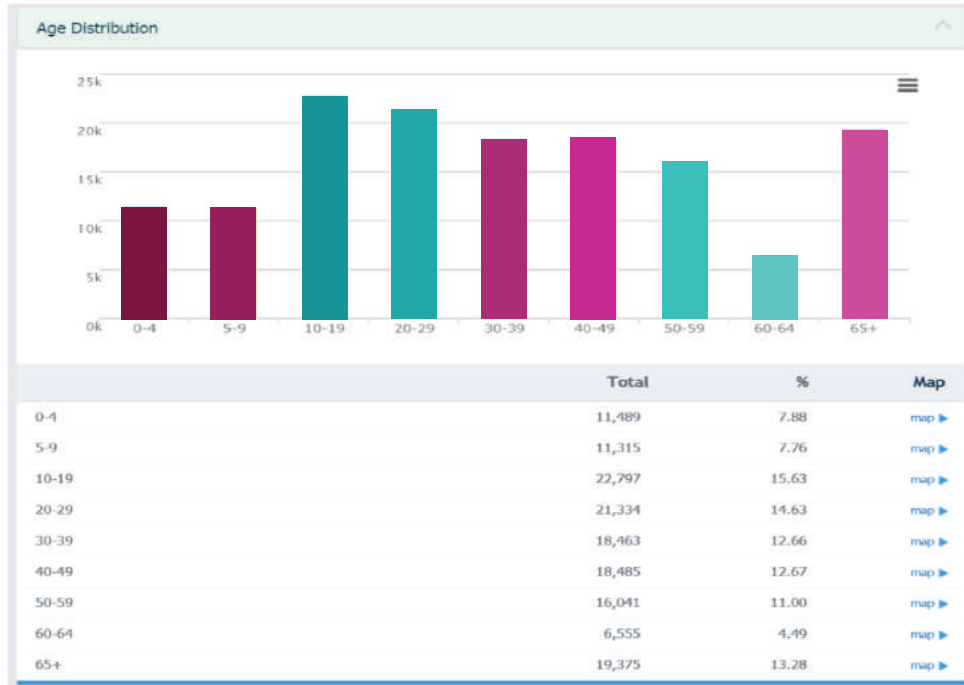 Age Distribution
25k
20k
15k
10k
5k
0k
0-4 5-9 10-19 20-29 30-39 40-49 50-59 60-64 65+
Total % Map
0-4 11,489 7.88 map ▶
5-9 11,315 7.76 map ▶
10-19 22,797 15.63 map ▶
20-29 21,334 14.63 map ▶
30-39 18,463 12.66 map ▶
40-49 18,485 12.67 map ▶
50-59 16,041 11.00 map ▶
60-64 6,555 4.49 map ▶
65+ 19,375 13.28 map ▶